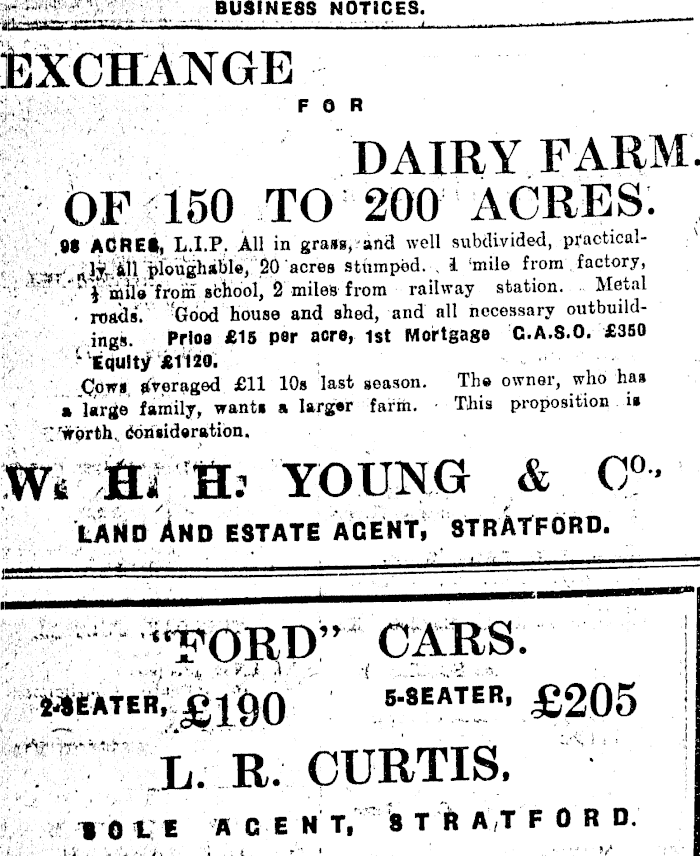 BUSINESS NOTICES.
EXCHANGE
FOR
DAIRY FARM.
OF 150 TO 200 ACRES.
98 ACRES, L.I.P. All in grass, and well subdivided, practical-
ly all ploughable, 20 acres stumped. mile from factory,
½ mile from school, 2 miles from railway station. Metal
roads. Good house and shed, and all necessary outbuild-
ings. Price £15 per acre, 1st Mortgage G.A.S.O. £350
Equity £1120.
Cows averaged £11 10s last season. The owner, who has
a large family, wants a larger farm. This proposition is
worth consideration.
W. H. H. YOUNG & Co.,
LAND AND ESTATE AGENT, STRATFORD.
"FORD" CARS.
2-SEATER, £190 5-SEATER, £205
L. R. CURTIS,
SOLE AGENT, STRATFORD.